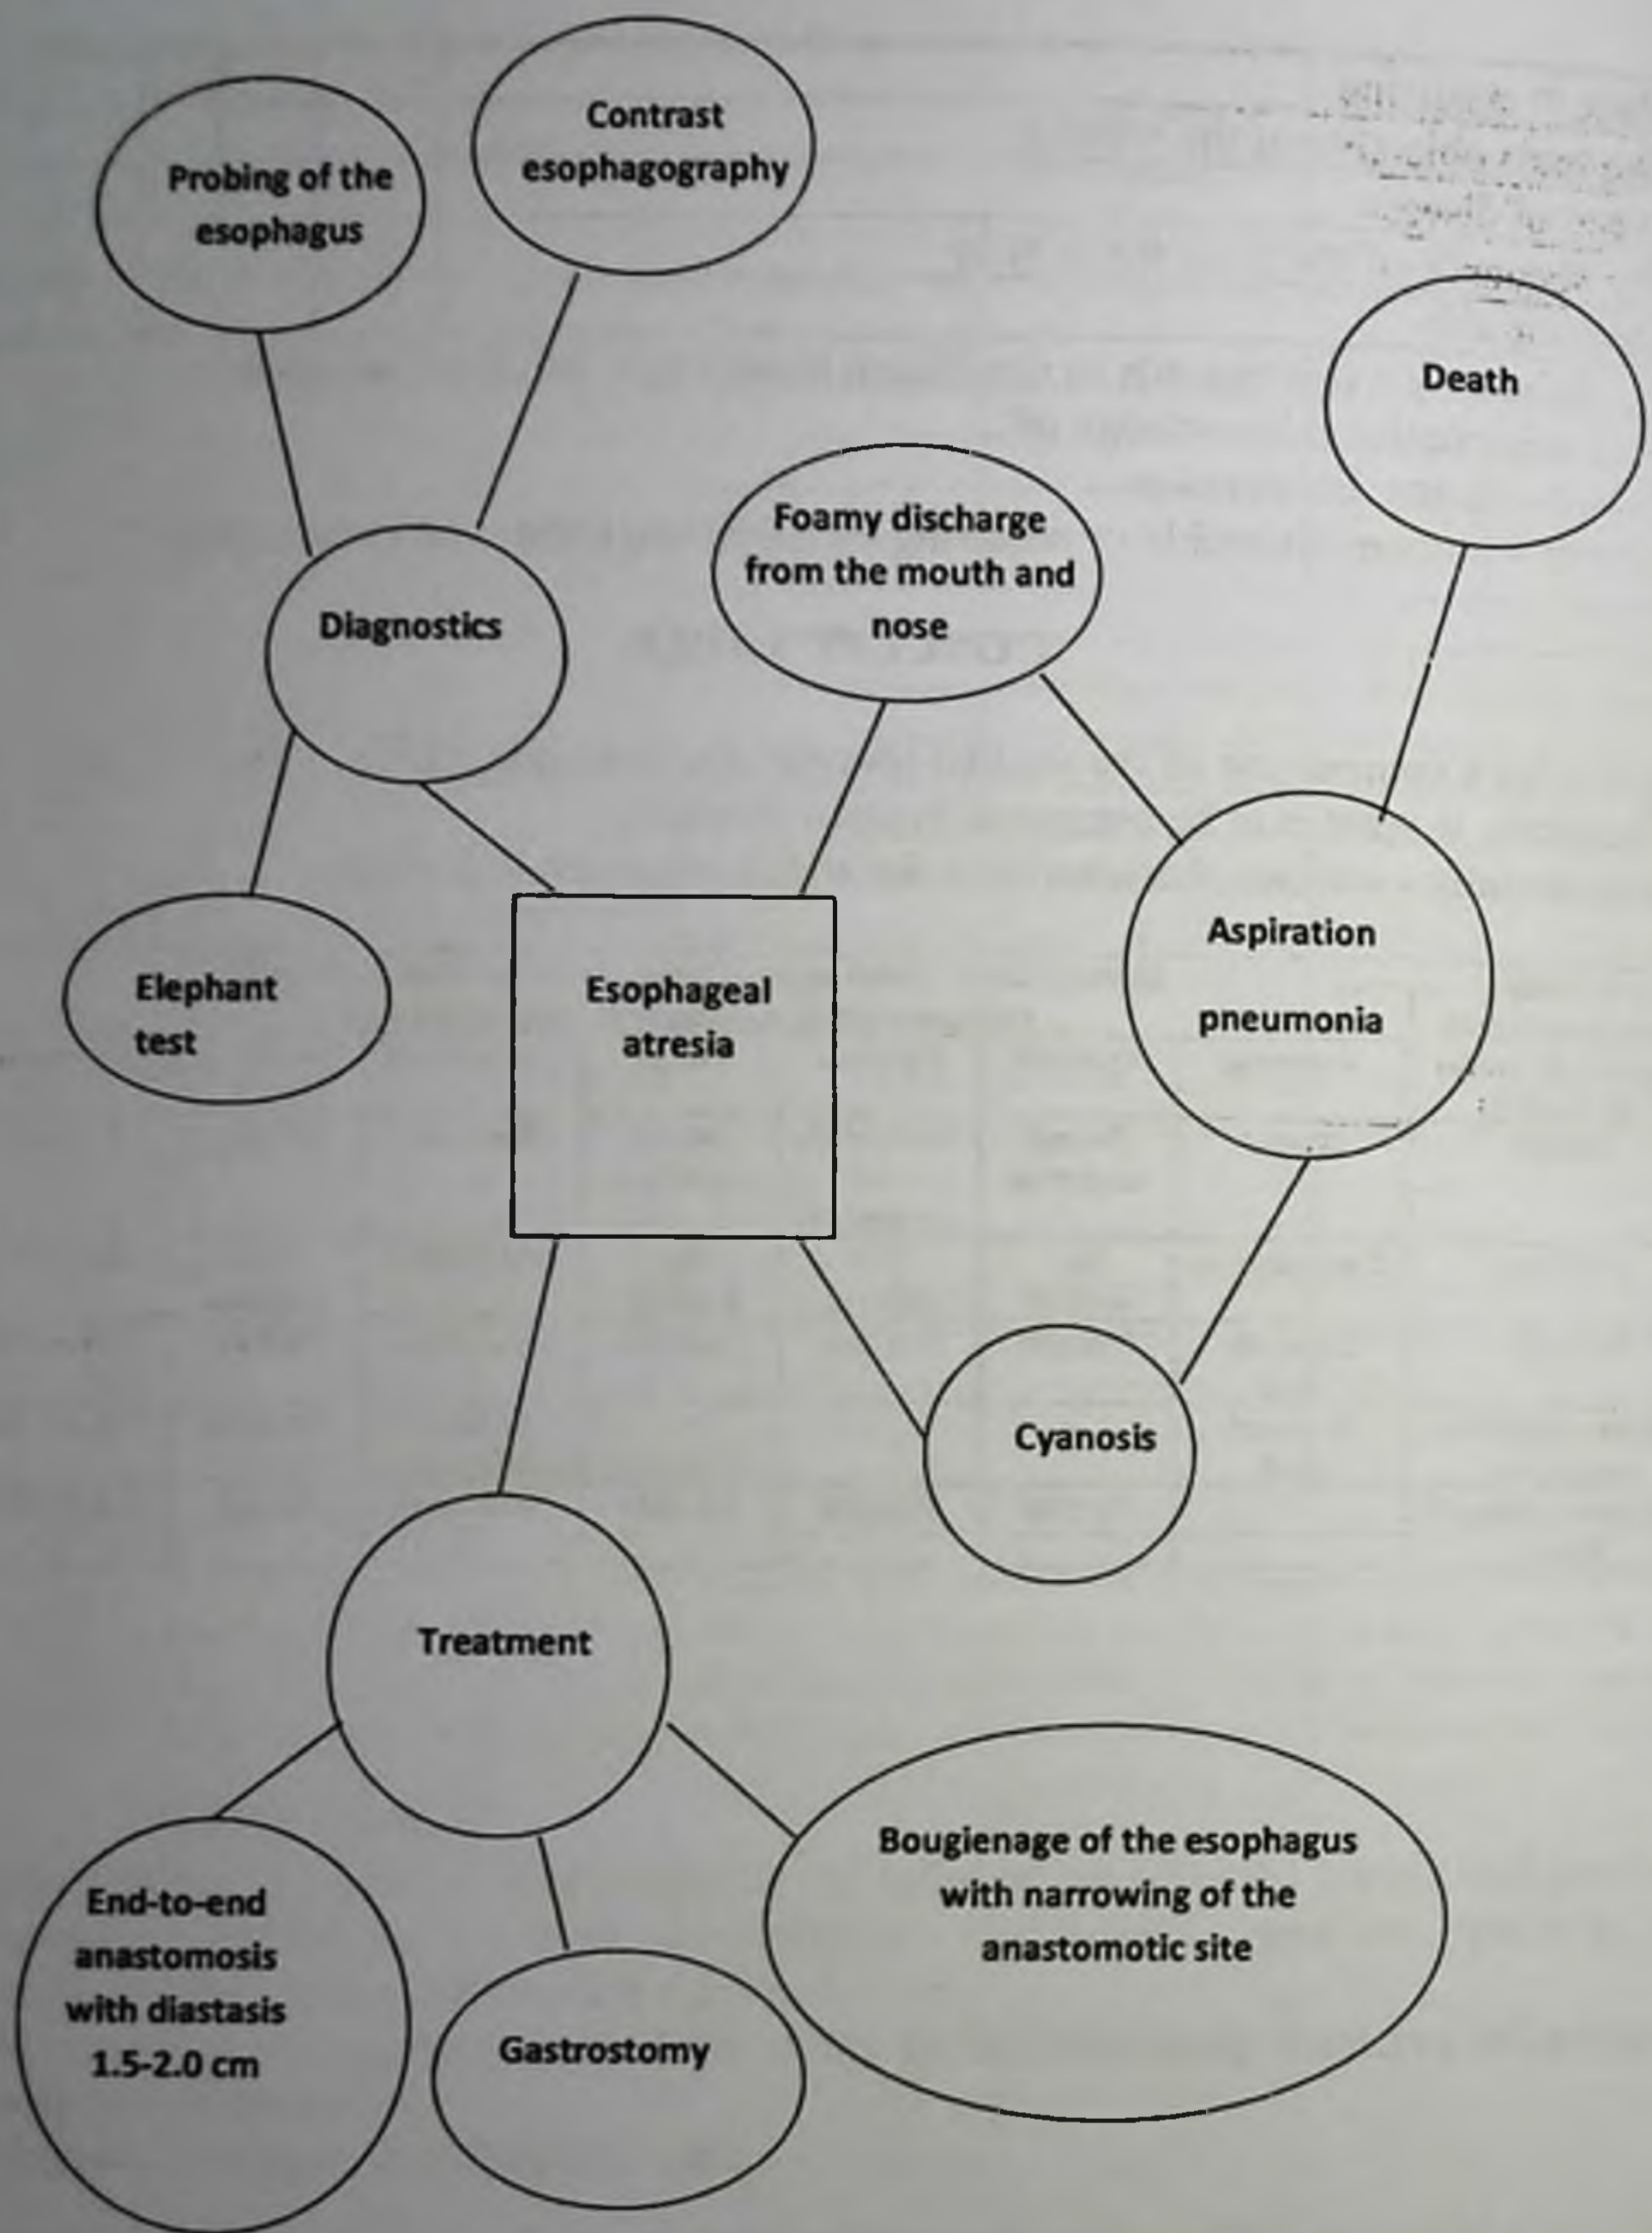 Contrast
esophagography
Probing of the
esophagus
Death
Foamy discharge
from the mouth and
nose
Diagnostics
Aspiration
pneumonia
Elephant
test
Esophageal
atresia
Cyanosis
Treatment
Bougienage of the esophagus
with narrowing of the
anastomotic site
End-to-end
anastomosis
with diastasis
1.5-2.0 cm
Gastrostomy